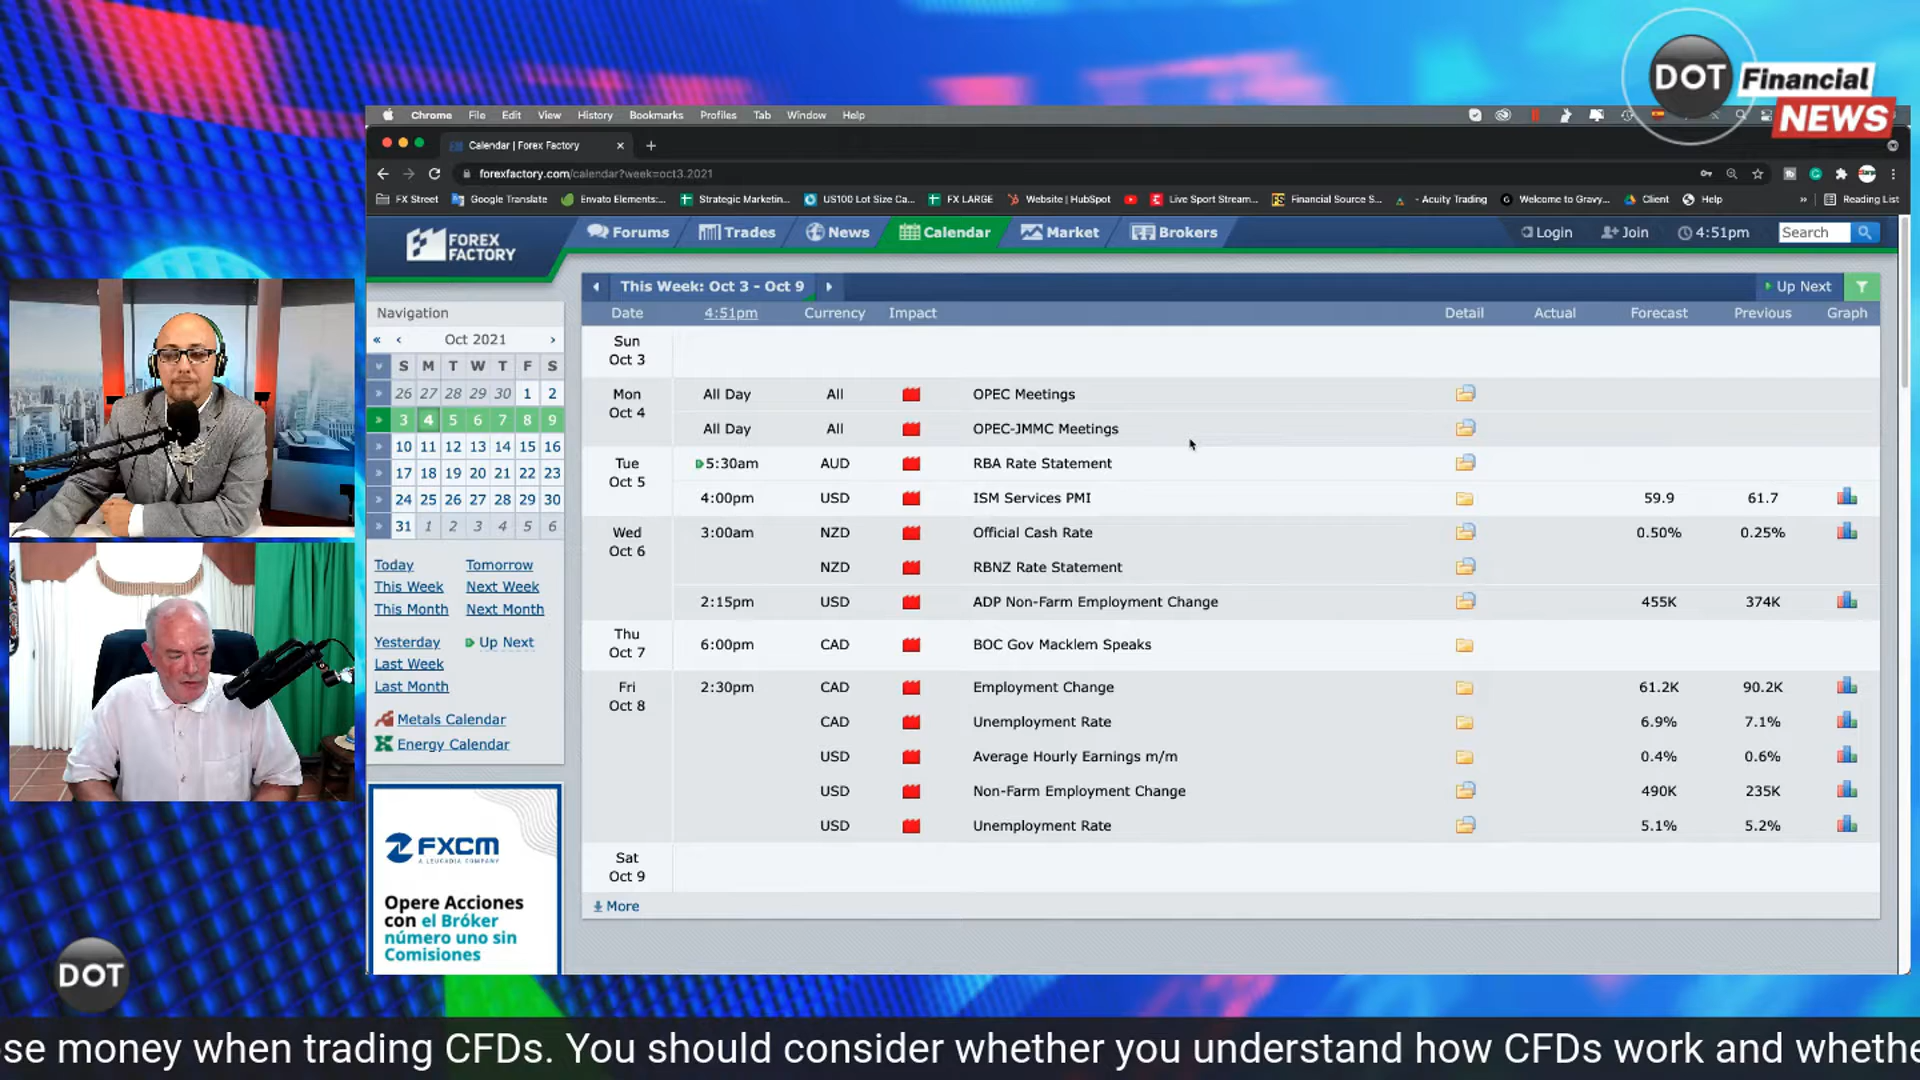 DOT Financial
NEWS
Chrome File Edit View History Bookmarks Profiles Tab Window Help
Calendar | Forex Factory
forexfactory.com/calendar?week=oct3.2021
FX Street Google Translate Envato Elements:... Strategic Marketin... US100 Lot Size Ca... FX LARGE Website | HubSpot Live Sport Stream... Financial Source S... - Acuity Trading Welcome to Gravy... Client Help » Reading List
FOREX
FACTORY
Forums Trades News Calendar Market Brokers Login Join 4:51pm Search
This Week: Oct 3 - Oct 9 Up Next
Date 4:51pm Currency Impact Detail Actual Forecast Previous Graph
Sun
Oct 3
Mon
Oct 4
All Day All OPEC Meetings
All Day All OPEC-JMMC Meetings
Tue
Oct 5
5:30am AUD RBA Rate Statement
4:00pm USD ISM Services PMI 59.9 61.7
Wed
Oct 6
3:00am NZD Official Cash Rate 0.50% 0.25%
NZD RBNZ Rate Statement
2:15pm USD ADP Non-Farm Employment Change 455K 374K
Thu
Oct 7
6:00pm CAD BOC Gov Macklem Speaks
Fri
Oct 8
2:30pm CAD Employment Change 61.2K 90.2K
CAD Unemployment Rate 6.9% 7.1%
USD Average Hourly Earnings m/m 0.4% 0.6%
USD Non-Farm Employment Change 490K 235K
USD Unemployment Rate 5.1% 5.2%
Sat
Oct 9
More
Navigation
« ‹ Oct 2021 ›
S M T W T F S
» 26 27 28 29 30 1 2
» 3 4 5 6 7 8 9
» 10 11 12 13 14 15 16
» 17 18 19 20 21 22 23
» 24 25 26 27 28 29 30
» 31 1 2 3 4 5 6
Today Tomorrow
This Week Next Week
This Month Next Month
Yesterday Up Next
Last Week
Last Month
Metals Calendar
Energy Calendar
FXCM
A LEUCADIA COMPANY
Opere Acciones
con el Bróker
número uno sin
Comisiones
DOT
se money when trading CFDs. You should consider whether you understand how CFDs work and whethe